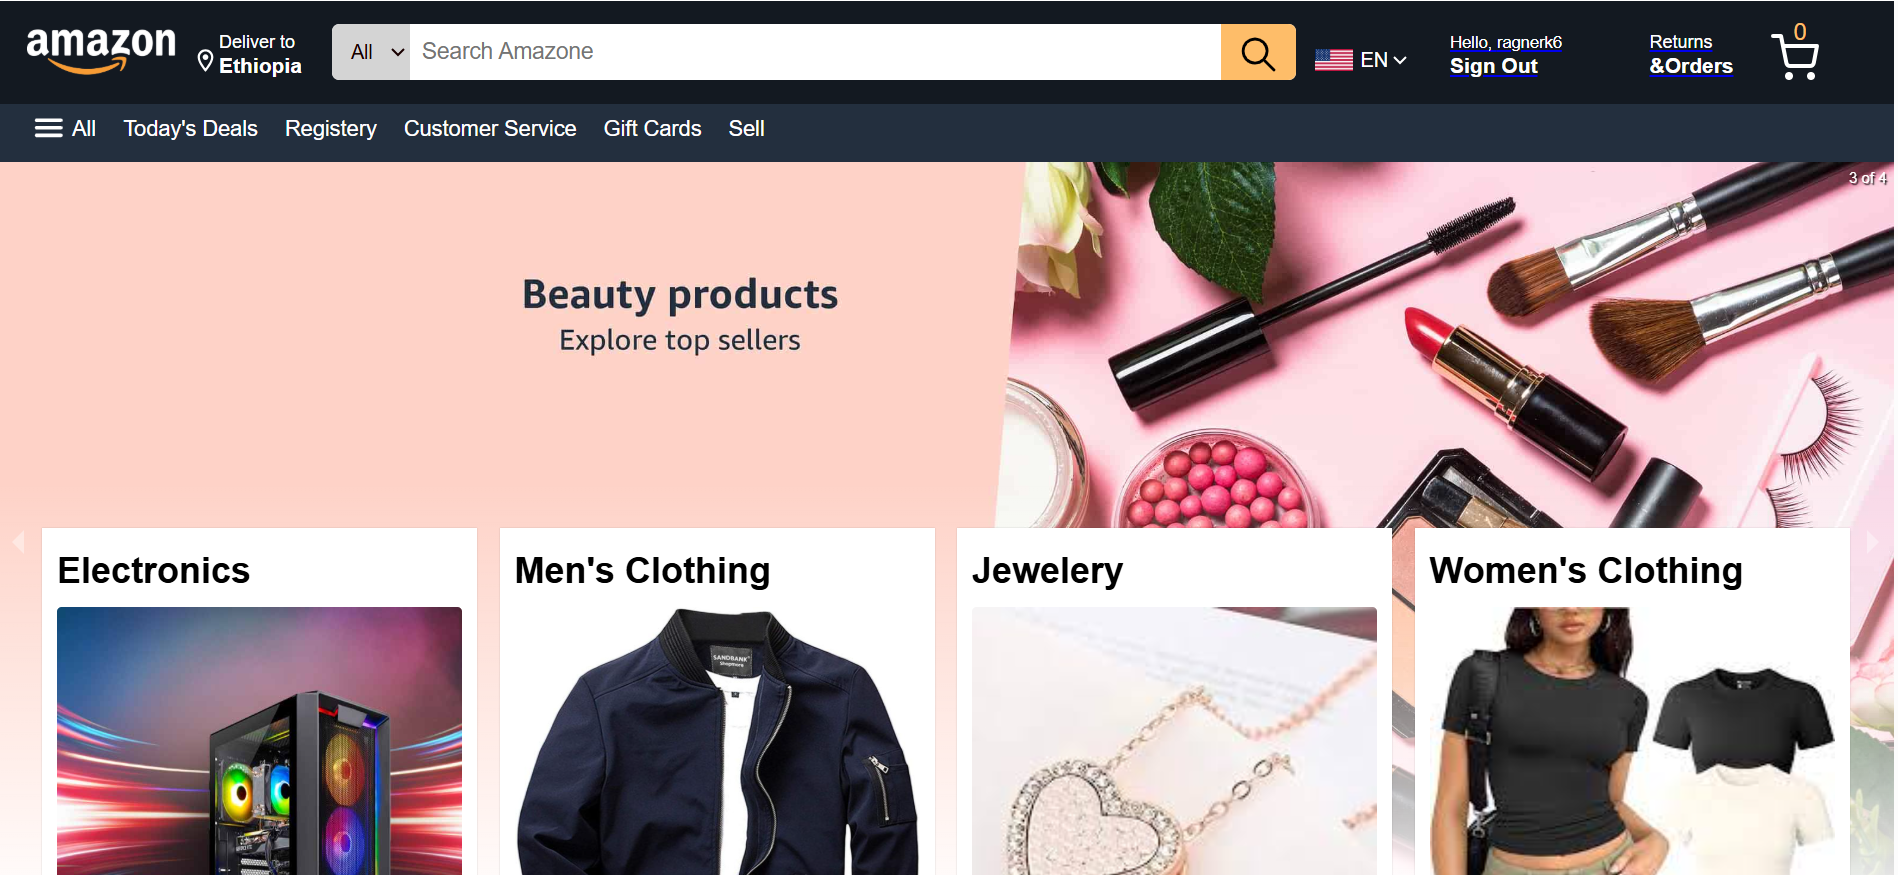 amazon
Deliver to
Ethiopia
All
Search Amazone
EN
Hello, ragnerk6
Sign Out
Returns
&Orders
0
All
Today's Deals
Registery
Customer Service
Gift Cards
Sell
3 of 4
Beauty products
Explore top sellers
Electronics
Men's Clothing
Jewelery
Women's Clothing
SANDBANK